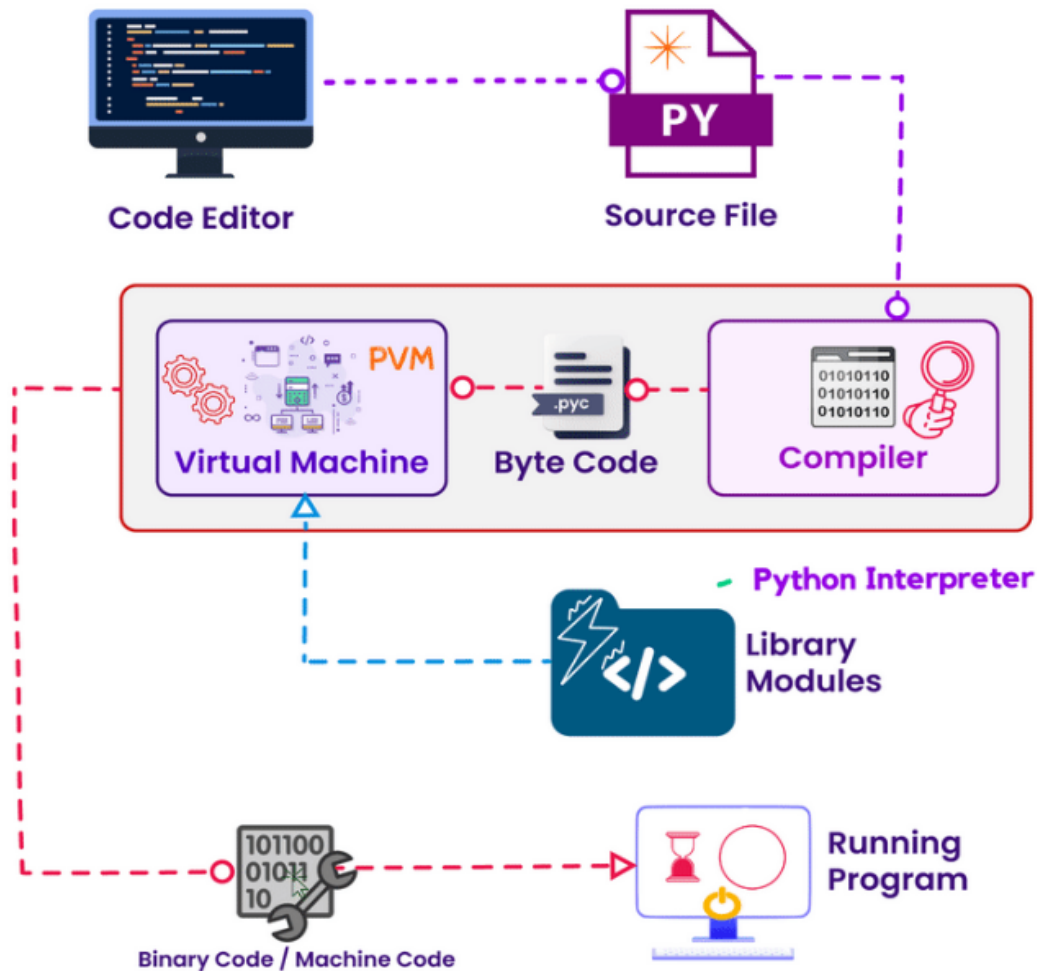 PY
Code Editor
Source File
PVM
.pyc
01010110
01010110
01010110
Virtual Machine
Byte Code
Compiler
Python Interpreter
</>
Library
Modules
101100
01011
10
Running
Program
Binary Code / Machine Code